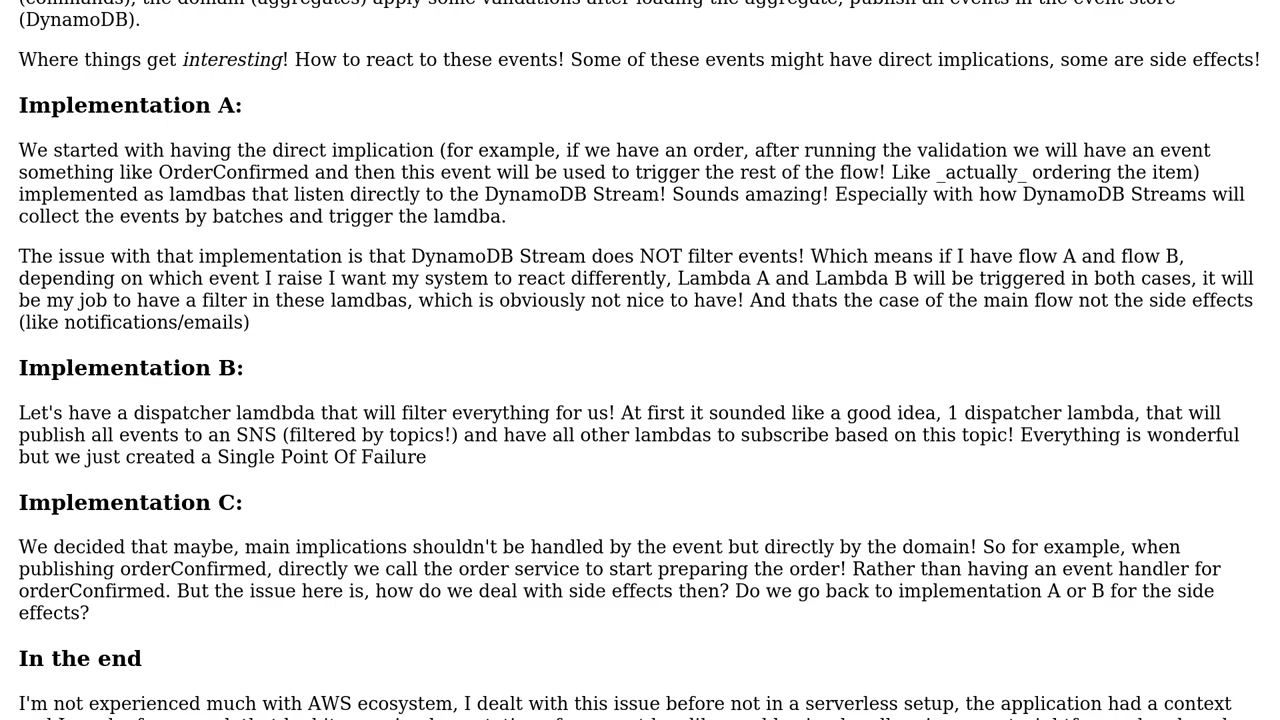 (commands), the domain (aggregates) apply some validations after loading the aggregate, publish all events in the event store
(DynamoDB).
Where things get interesting! How to react to these events! Some of these events might have direct implications, some are side effects!
Implementation A:
We started with having the direct implication (for example, if we have an order, after running the validation we will have an event
something like OrderConfirmed and then this event will be used to trigger the rest of the flow! Like _actually_ ordering the item)
implemented as lamdbas that listen directly to the DynamoDB Stream! Sounds amazing! Especially with how DynamoDB Streams will
collect the events by batches and trigger the lamdba.
The issue with that implementation is that DynamoDB Stream does NOT filter events! Which means if I have flow A and flow B,
depending on which event I raise I want my system to react differently, Lambda A and Lambda B will be triggered in both cases, it will
be my job to have a filter in these lamdbas, which is obviously not nice to have! And thats the case of the main flow not the side effects
(like notifications/emails)
Implementation B:
Let's have a dispatcher lamdbda that will filter everything for us! At first it sounded like a good idea, 1 dispatcher lambda, that will
publish all events to an SNS (filtered by topics!) and have all other lambdas to subscribe based on this topic! Everything is wonderful
but we just created a Single Point Of Failure
Implementation C:
We decided that maybe, main implications shouldn't be handled by the event but directly by the domain! So for example, when
publishing orderConfirmed, directly we call the order service to start preparing the order! Rather than having an event handler for
orderConfirmed. But the issue here is, how do we deal with side effects then? Do we go back to implementation A or B for the side
effects?
In the end
I'm not experienced much with AWS ecosystem, I dealt with this issue before not in a serverless setup, the application had a context